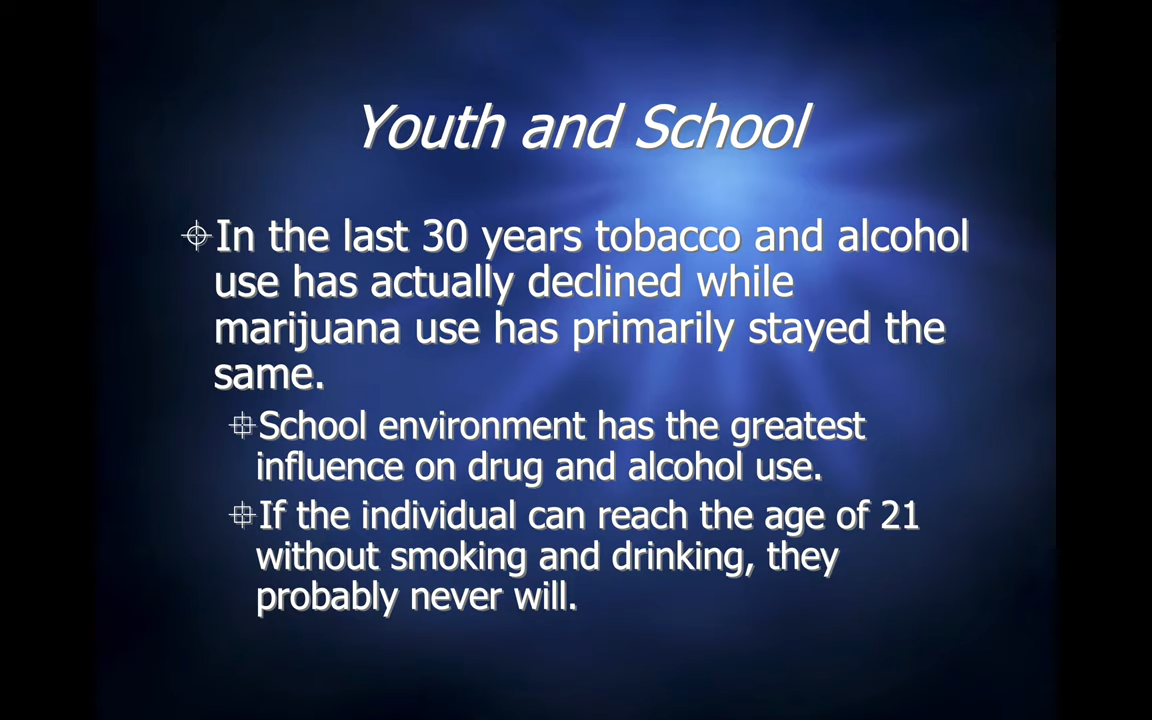 Youth and School
In the last 30 years tobacco and alcohol
use has actually declined while
marijuana use has primarily stayed the
same.
School environment has the greatest
influence on drug and alcohol use.
If the individual can reach the age of 21
without smoking and drinking, they
probably never will.